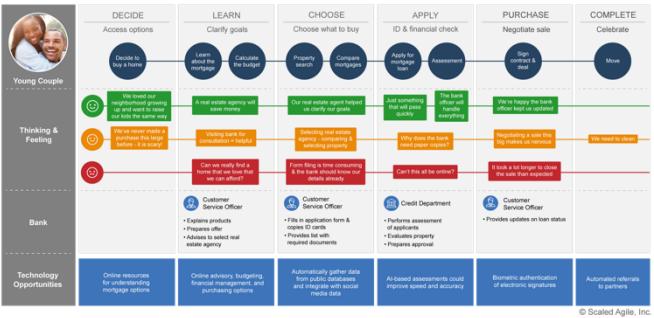 DECIDE
Access options
LEARN
Clarify goals
CHOOSE
Choose what to buy
APPLY
ID & financial check
PURCHASE
Negotiate sale
COMPLETE
Celebrate
Young Couple
Decide to
buy a home
Learn
about the
mortgage
Calculate
the budget
Property
search
Compare
mortgages
Apply for
mortgage
loan
Assessment
Sign
contract &
deal
Move
Thinking &
Feeling
We loved our
neighborhood growing
up and want to raise
our kids the same way
A real estate agency will
save money
Our real estate agent helped us
us clarify our goals
Just something
that will pass
quickly
The bank
officer will
handle
everything
We're happy the bank
officer kept us updated
We've never made a
purchase this large
before - it is scary!
Visiting bank for
consultation = helpful
Selecting real estate
agency - comparing &
selecting property
Why does the bank
need paper copies?
Negotiating a sale this
big makes us nervous
We need to clean
Can we really find a
home that we love that
we can afford?
Form filing is time consuming
& the bank should know our
details already
Can't this all be online?
It took a lot longer to close
the sale than expected
Bank
Customer
Service Officer
• Explains products
• Prepares offer
• Advises to select real
estate agency
Customer
Service Officer
• Fills in application form &
copies ID cards
• Provides list with
required documents
Credit Department
• Performs assessment
of applicants
• Evaluates property
• Prepares approval
Customer
Service Officer
• Provides updates on loan status
Technology
Opportunities
Online resources
for understanding
mortgage options
Online advisory, budgeting,
financial management, and
purchasing options
Automatically gather data
from public databases
and integrate with social
media data
AI-based assessments could
improve speed and accuracy
Biometric authentication
of electronic signatures
Automated referrals
to partners
© Scaled Agile, Inc.